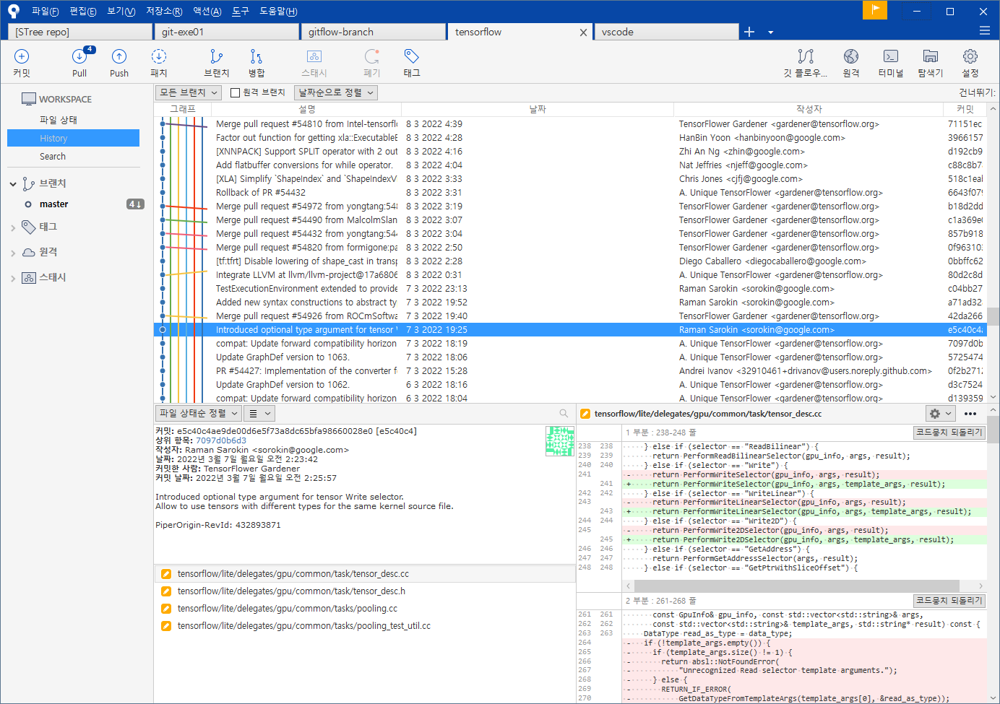 파일(F) 편집(E) 보기(V) 저장소(R) 액션(A) 도구 도움말(H)
[STree repo] git-exe01 gitflow-branch tensorflow vscode
4
커밋 Pull Push 패치 브랜치 병합 스태시 폐기 태그 깃 플로우... 원격 터미널 탐색기 설정
WORKSPACE
파일 상태
History
Search
브랜치
master 4↓
태그
원격
스태시
모든 브랜치 원격 브랜치 날짜순으로 정렬 건너뛰기:
그래프 설명 날짜 작성자 커밋
Merge pull request #54810 from Intel-tensorfl 8 3 2022 4:39 TensorFlower Gardener <gardener@tensorflow.org> 71151ec
Factor out function for getting xla::ExecutableE 8 3 2022 4:28 HanBin Yoon <hanbinyoon@google.com> 3966157
[XNNPACK] Support SPLIT operator with 2 out 8 3 2022 4:16 Zhi An Ng <zhin@google.com> d192cb9
Add flatbuffer conversions for while operator. 8 3 2022 4:04 Nat Jeffries <njeff@google.com> c88c8b7
[XLA] Simplify `ShapeIndex` and `ShapeIndexV 8 3 2022 3:33 Chris Jones <cjfj@google.com> 518c1eal
Rollback of PR #54432 8 3 2022 3:31 A. Unique TensorFlower <gardener@tensorflow.org> 6643f079
Merge pull request #54972 from yongtang:548 8 3 2022 3:19 TensorFlower Gardener <gardener@tensorflow.org> b18d2dd
Merge pull request #54490 from MalcolmSlan 8 3 2022 3:07 TensorFlower Gardener <gardener@tensorflow.org> c1a369e
Merge pull request #54432 from yongtang:544 8 3 2022 3:04 TensorFlower Gardener <gardener@tensorflow.org> 857b918
Merge pull request #54820 from formigone:pa 8 3 2022 2:50 TensorFlower Gardener <gardener@tensorflow.org> 0f96310
[tf:tfrt] Disable lowering of shape_cast in transp 8 3 2022 2:28 Diego Caballero <diegocaballero@google.com> 0bbffc62
Integrate LLVM at llvm/llvm-project@17a6806 8 3 2022 0:31 A. Unique TensorFlower <gardener@tensorflow.org> 80d2c8d
TestExecutionEnvironment extended to provide 7 3 2022 23:13 Raman Sarokin <sorokin@google.com> c04bb27
Added new syntax constructions to abstract ty 7 3 2022 19:52 Raman Sarokin <sorokin@google.com> a71ad32
Merge pull request #54926 from ROCmSoftwa 7 3 2022 19:40 TensorFlower Gardener <gardener@tensorflow.org> 42da266
Introduced optional type argument for tensor W 7 3 2022 19:25 Raman Sarokin <sorokin@google.com> e5c40c4a
compat: Update forward compatibility horizon 7 3 2022 18:19 A. Unique TensorFlower <gardener@tensorflow.org> 7097d0b
Update GraphDef version to 1063. 7 3 2022 18:06 A. Unique TensorFlower <gardener@tensorflow.org> 5725474
PR #54427: Implementation of the converter fo 7 3 2022 15:28 Andrei Ivanov <32910461+drivanov@users.noreply.github.com> 0f2b2712
Update GraphDef version to 1062. 6 3 2022 18:16 A. Unique TensorFlower <gardener@tensorflow.org> d3c7524
compat: Update forward compatibility horizon 6 3 2022 18:04 A. Unique TensorFlower <gardener@tensorflow.org> d139359
파일 상태순 정렬
커밋: e5c40c4ae9de00d6e5f73a8dc65bfa98660028e0 [e5c40c4]
상위 항목: 7097d0b6d3
작성자: Raman Sarokin <sorokin@google.com>
날짜: 2022년 3월 7일 월요일 오전 2:23:42
커밋한 사람: TensorFlower Gardener
커밋 날짜: 2022년 3월 7일 월요일 오전 2:25:57
Introduced optional type argument for tensor Write selector.
Allow to use tensors with different types for the same kernel source file.
PiperOrigin-RevId: 432893871
tensorflow/lite/delegates/gpu/common/task/tensor_desc.cc
tensorflow/lite/delegates/gpu/common/task/tensor_desc.h
tensorflow/lite/delegates/gpu/common/tasks/pooling.cc
tensorflow/lite/delegates/gpu/common/tasks/pooling_test_util.cc
tensorflow/lite/delegates/gpu/common/task/tensor_desc.cc
1 부분 : 238-248 줄 코드뭉치 되돌리기
238 238 } else if (selector == "ReadBilinear") {
239 239 return PerformReadBilinearSelector(gpu_info, args, result);
240 240 } else if (selector == "Write") {
241 - return PerformWriteSelector(gpu_info, args, result);
241 + return PerformWriteSelector(gpu_info, args, template_args, result);
242 242 } else if (selector == "WriteLinear") {
243 - return PerformWriteLinearSelector(gpu_info, args, result);
243 + return PerformWriteLinearSelector(gpu_info, args, template_args, result);
244 244 } else if (selector == "Write2D") {
245 - return PerformWrite2DSelector(gpu_info, args, result);
245 + return PerformWrite2DSelector(gpu_info, args, template_args, result);
246 246 } else if (selector == "GetAddress") {
247 247 return PerformGetAddressSelector(args, result);
248 248 } else if (selector == "GetPtrWithSliceOffset") {
2 부분 : 261-268 줄 코드뭉치 되돌리기
261 261 const GpuInfo& gpu_info, const std::vector<std::string>& args,
262 262 const std::vector<std::string>& template_args, std::string* result) const {
263 263 DataType read_as_type = data_type;
264 - if (!template_args.empty()) {
265 - if (template_args.size() != 1) {
266 - return absl::NotFoundError(
267 - "Unrecognized Read selector template arguments.");
268 - } else {
269 - RETURN_IF_ERROR(
270 - GetDataTypeFromTemplateArgs(template_args[0], &read_as_type));